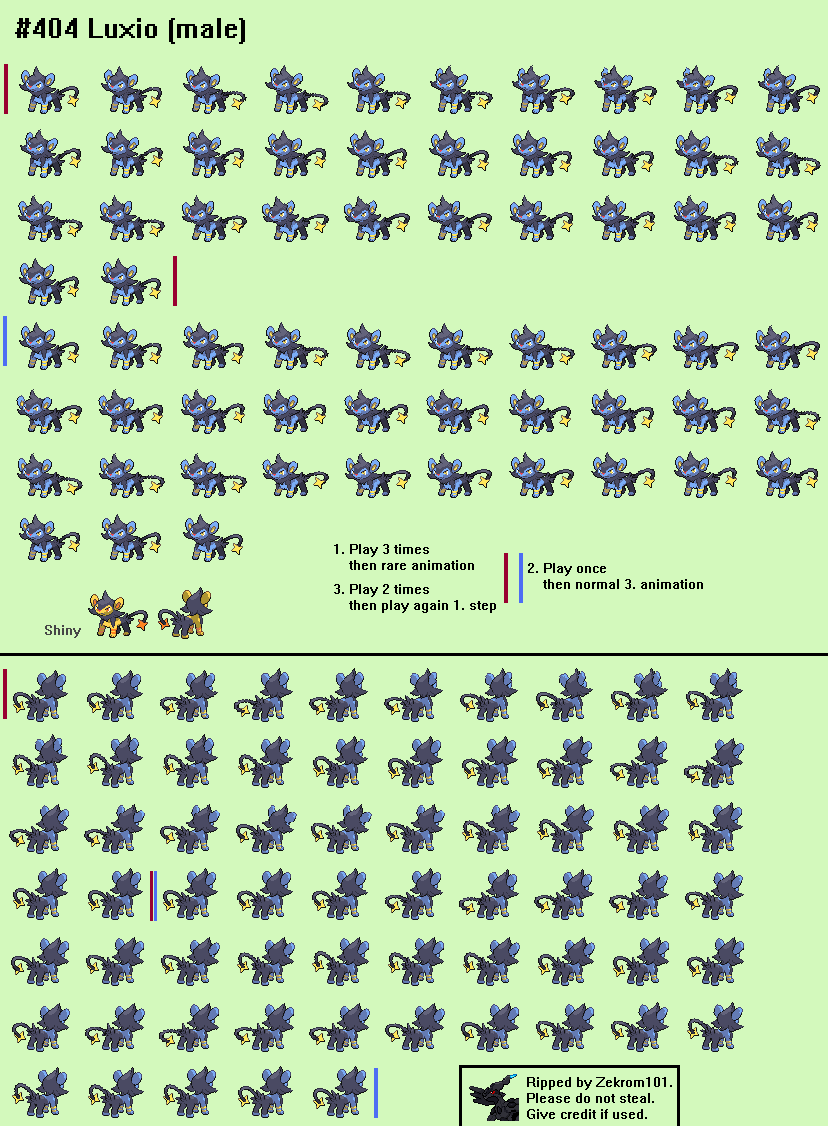 #404 Luxio (male)
1. Play 3 times
then rare animation
3. Play 2 times
then play again 1. step
2. Play once
then normal 3. animation
Shiny
Ripped by Zekrom101.
Please do not steal.
Give credit if used.